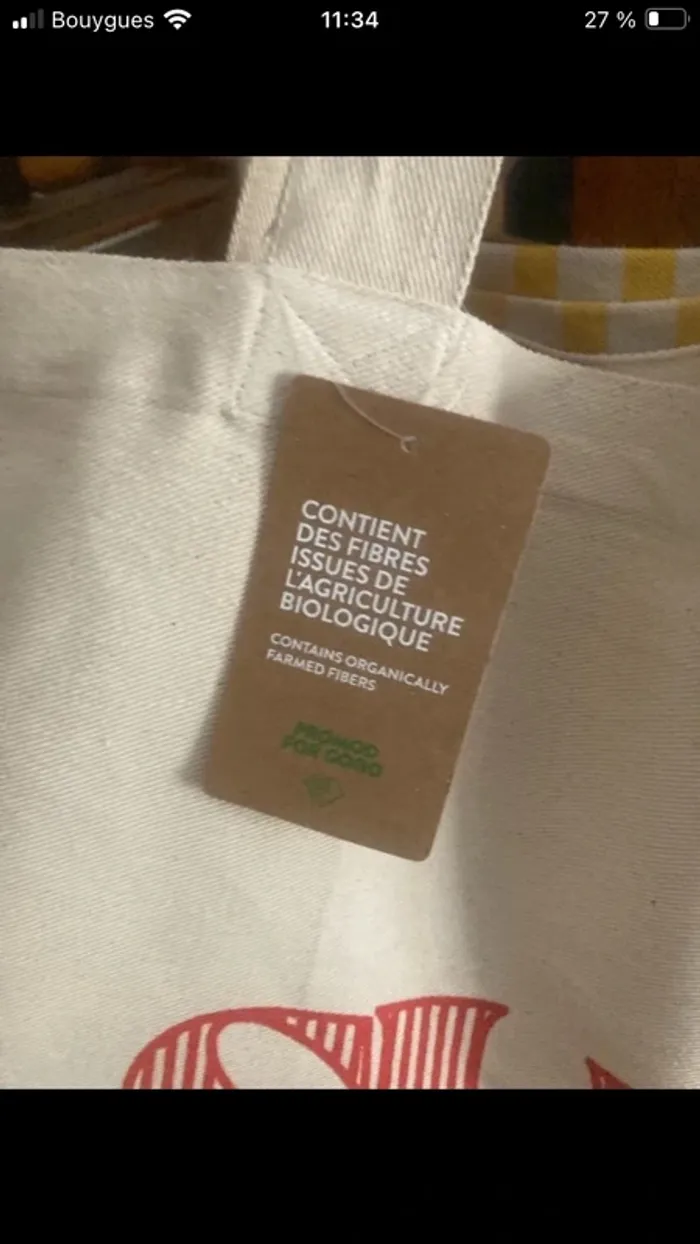 Bouygues 11:34 27 %
CONTIENT
DES FIBRES
ISSUES DE
L'AGRICULTURE
BIOLOGIQUE
CONTAINS ORGANICALLY
FARMED FIBERS
PROMOD
FOR GOOD